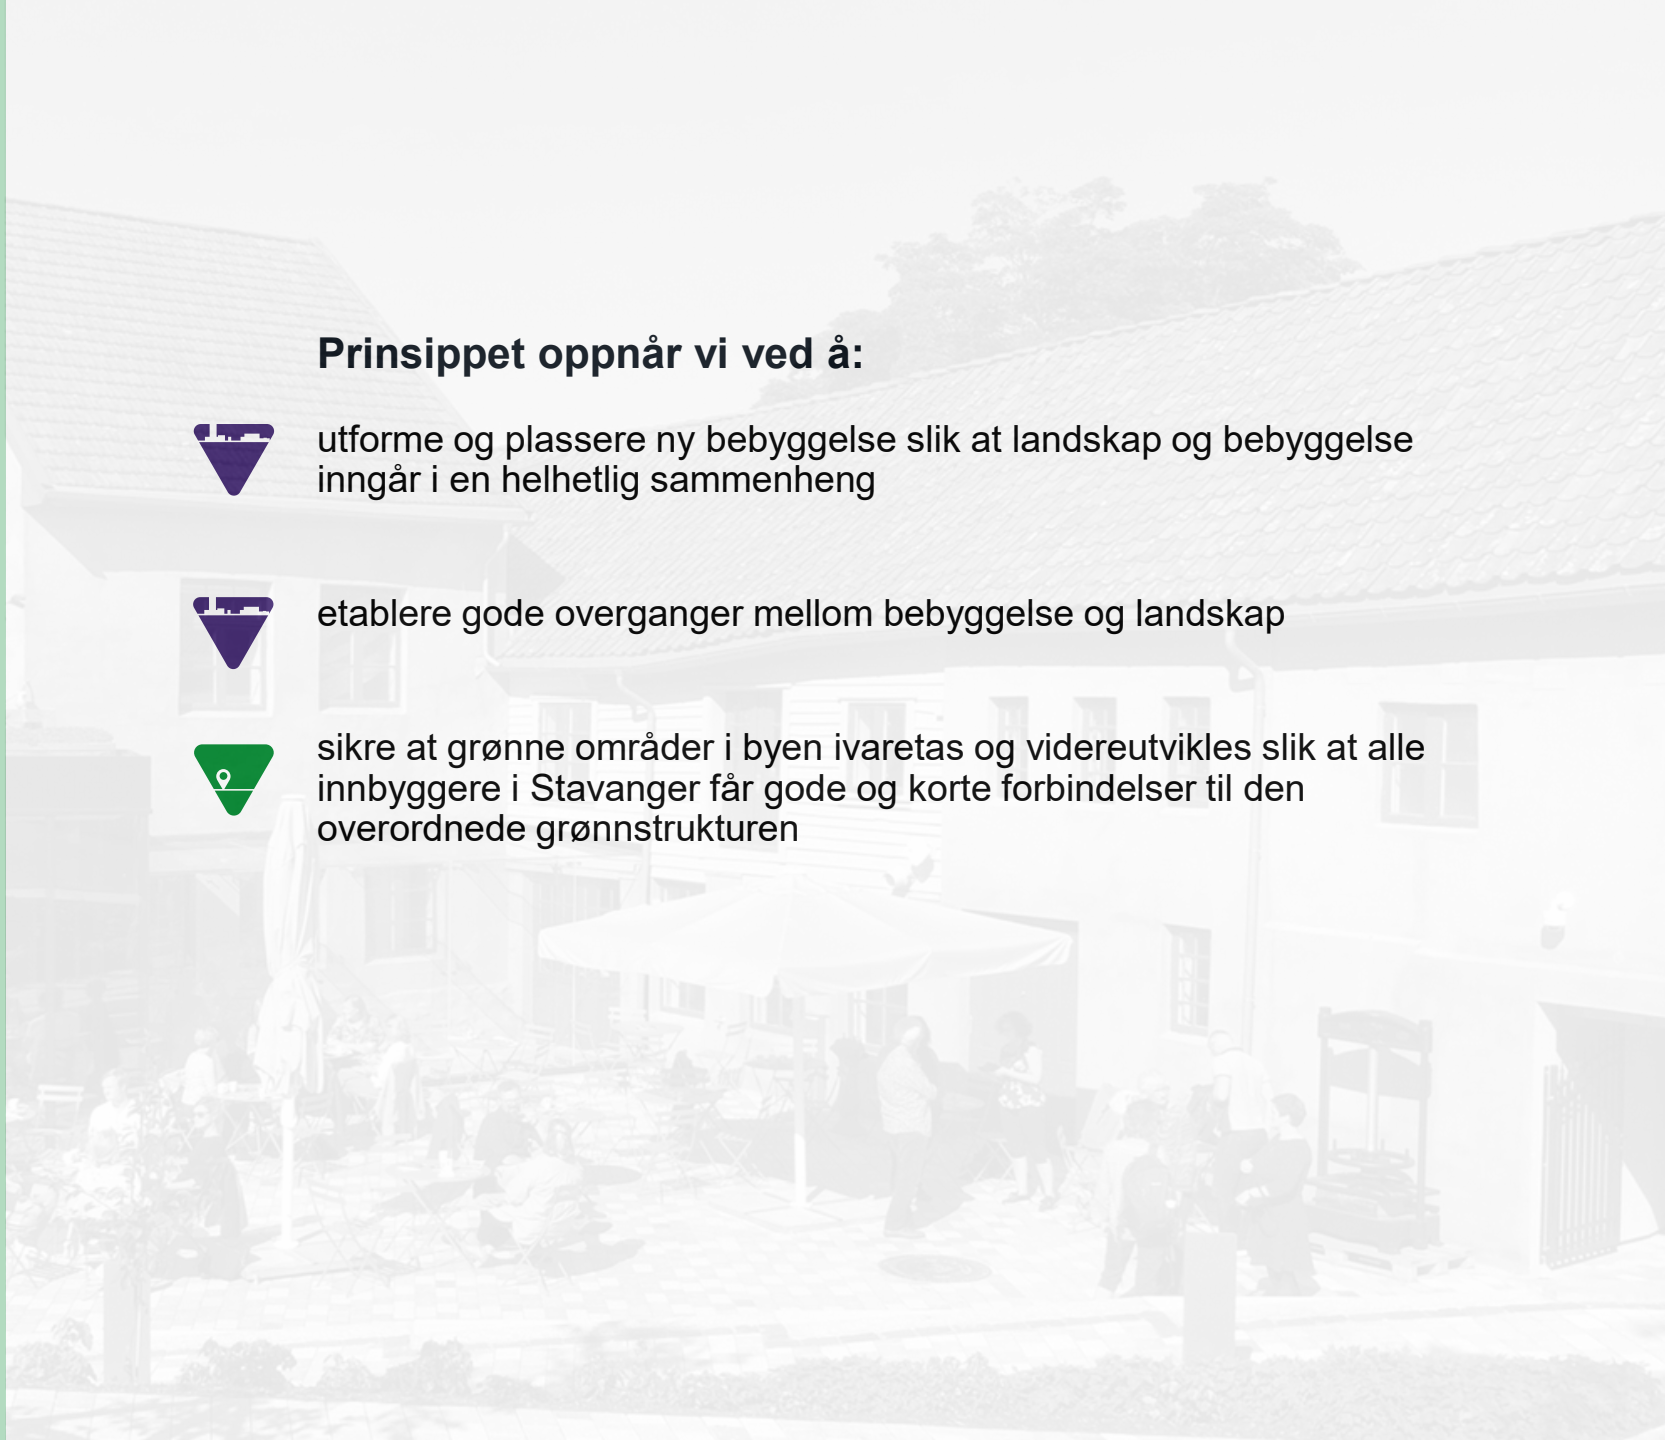 Prinsippet oppnår vi ved å:
utforme og plassere ny bebyggelse slik at landskap og bebyggelse
inngår i en helhetlig sammenheng
etablere gode overganger mellom bebyggelse og landskap
sikre at grønne områder i byen ivaretas og videreutvikles slik at alle
innbyggere i Stavanger får gode og korte forbindelser til den
overordnede grønnstrukturen